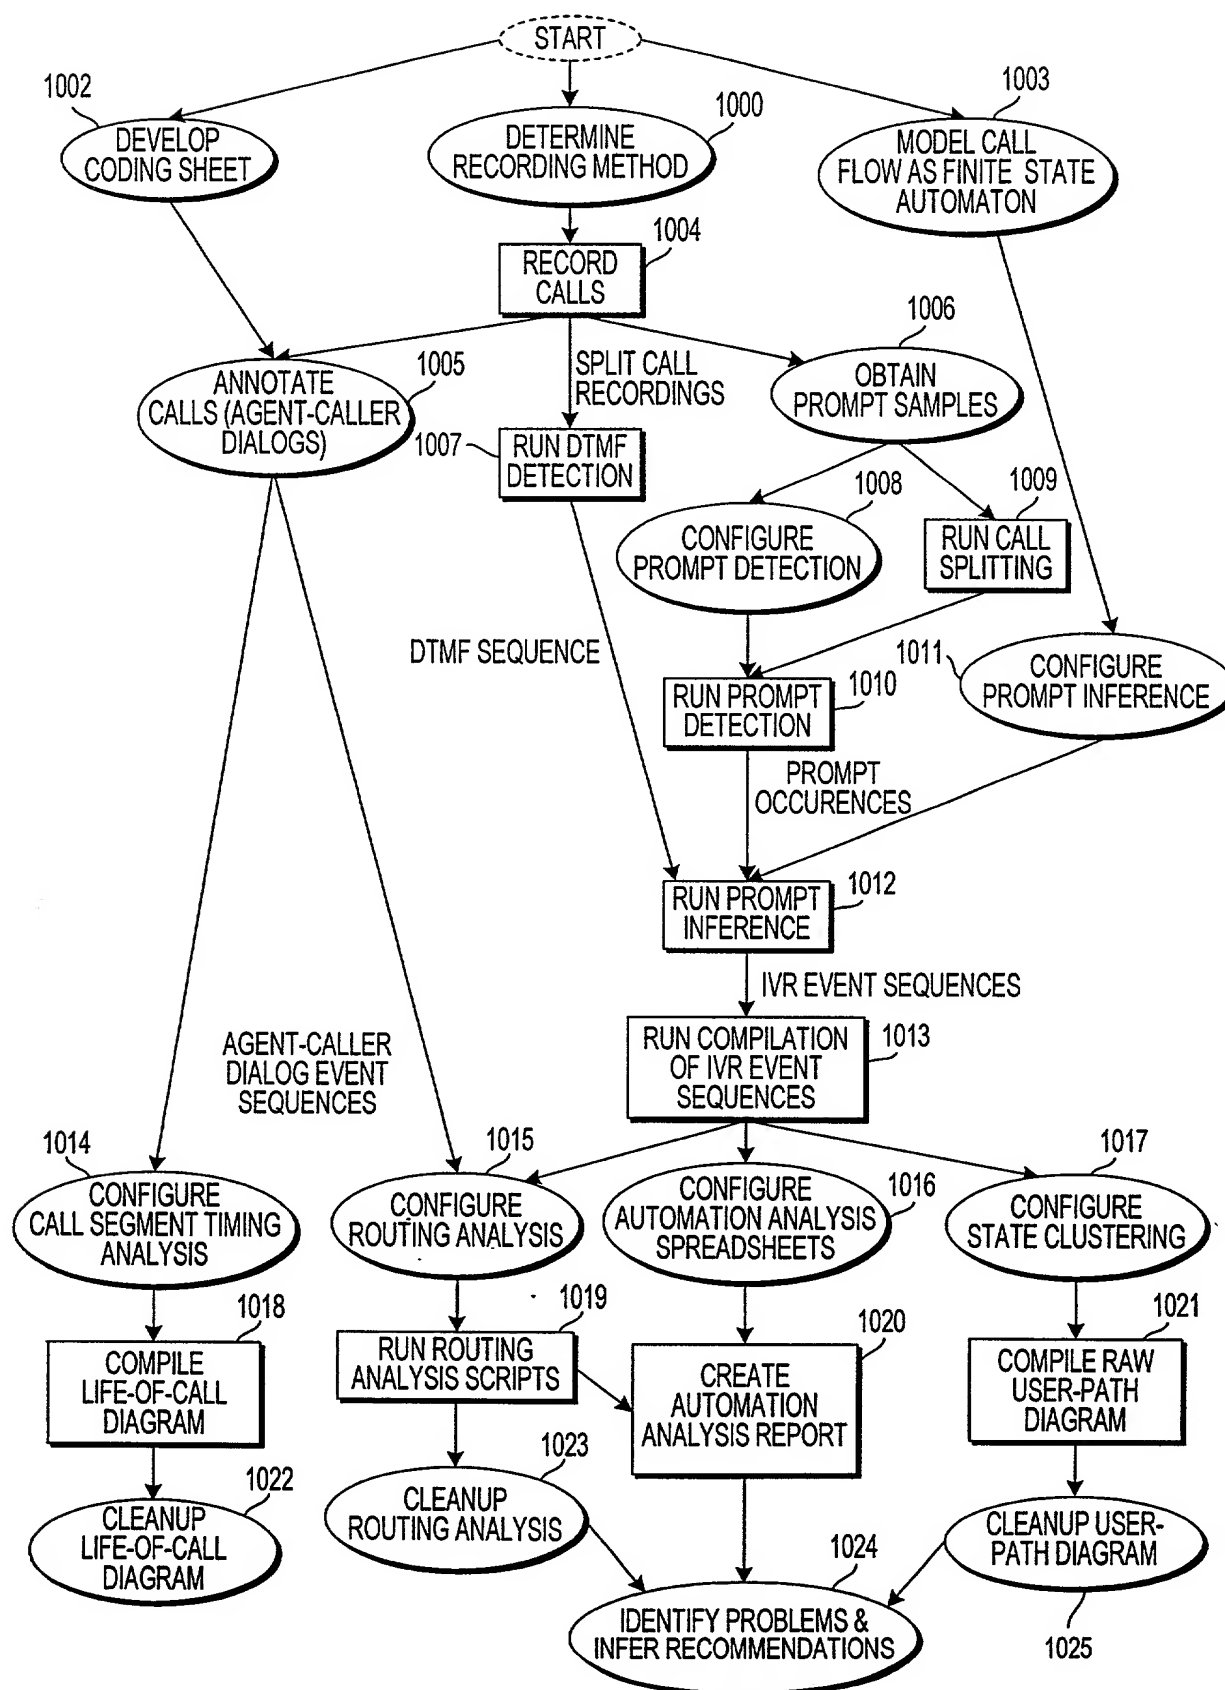 START
1002
1000
1003
DEVELOP
CODING SHEET
DETERMINE
RECORDING METHOD
MODEL CALL
FLOW AS FINITE STATE
AUTOMATON
1004
RECORD
CALLS
1006
1005
ANNOTATE
CALLS (AGENT-CALLER
DIALOGS)
SPLIT CALL
RECORDINGS
OBTAIN
PROMPT SAMPLES
1007
RUN DTMF
DETECTION
1008
1009
CONFIGURE
PROMPT DETECTION
RUN CALL
SPLITTING
DTMF SEQUENCE
1011
CONFIGURE
PROMPT INFERENCE
1010
RUN PROMPT
DETECTION
PROMPT
OCCURENCES
1012
RUN PROMPT
INFERENCE
IVR EVENT SEQUENCES
1013
RUN COMPILATION
OF IVR EVENT
SEQUENCES
AGENT-CALLER
DIALOG EVENT
SEQUENCES
1014
1015
1016
1017
CONFIGURE
CALL SEGMENT TIMING
ANALYSIS
CONFIGURE
ROUTING ANALYSIS
CONFIGURE
AUTOMATION ANALYSIS
SPREADSHEETS
CONFIGURE
STATE CLUSTERING
1018
1019
1020
1021
COMPILE
LIFE-OF-CALL
DIAGRAM
RUN ROUTING
ANALYSIS SCRIPTS
CREATE
AUTOMATION
ANALYSIS REPORT
COMPILE RAW
USER-PATH
DIAGRAM
1022
1023
CLEANUP
LIFE-OF-CALL
DIAGRAM
CLEANUP
ROUTING ANALYSIS
CLEANUP USER-
PATH DIAGRAM
1024
1025
IDENTIFY PROBLEMS &
INFER RECOMMENDATIONS